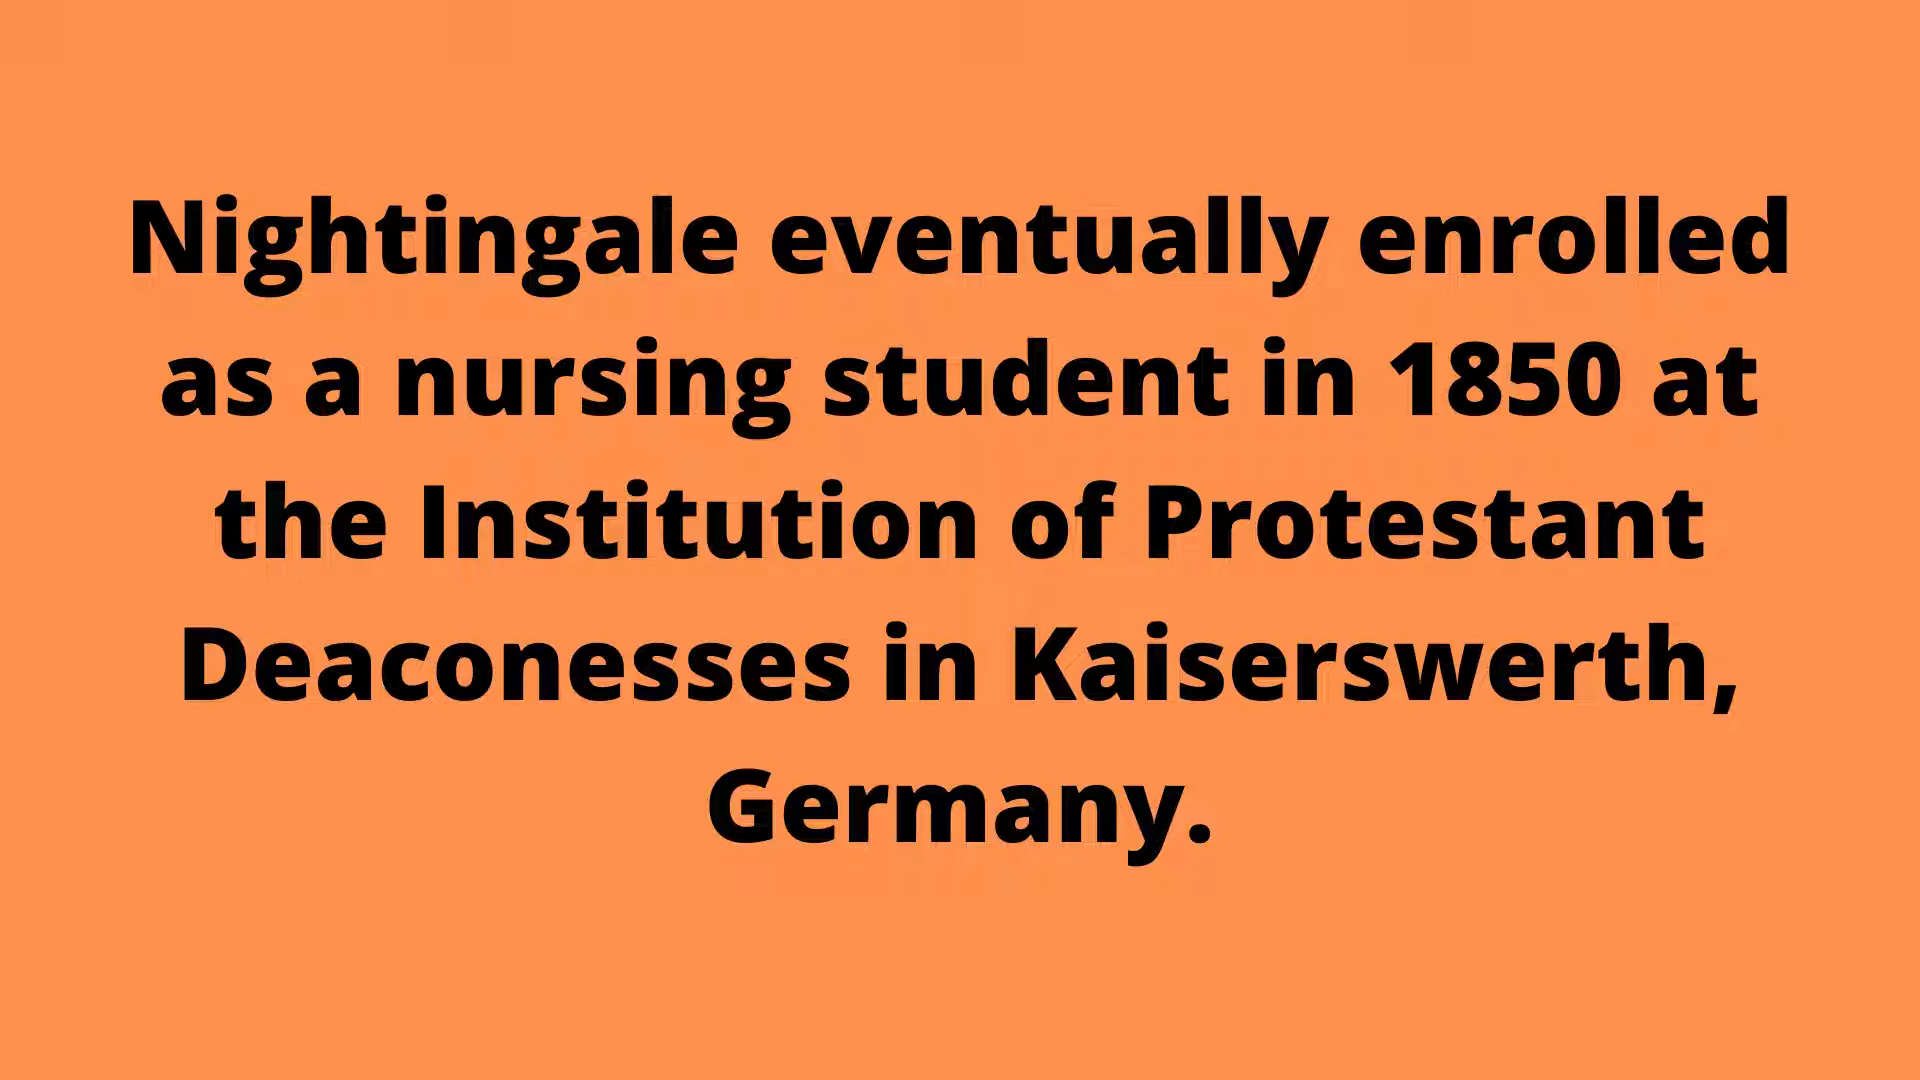 Nightingale eventually enrolled
as a nursing student in 1850 at
the Institution of Protestant
Deaconesses in Kaiserswerth,
Germany.